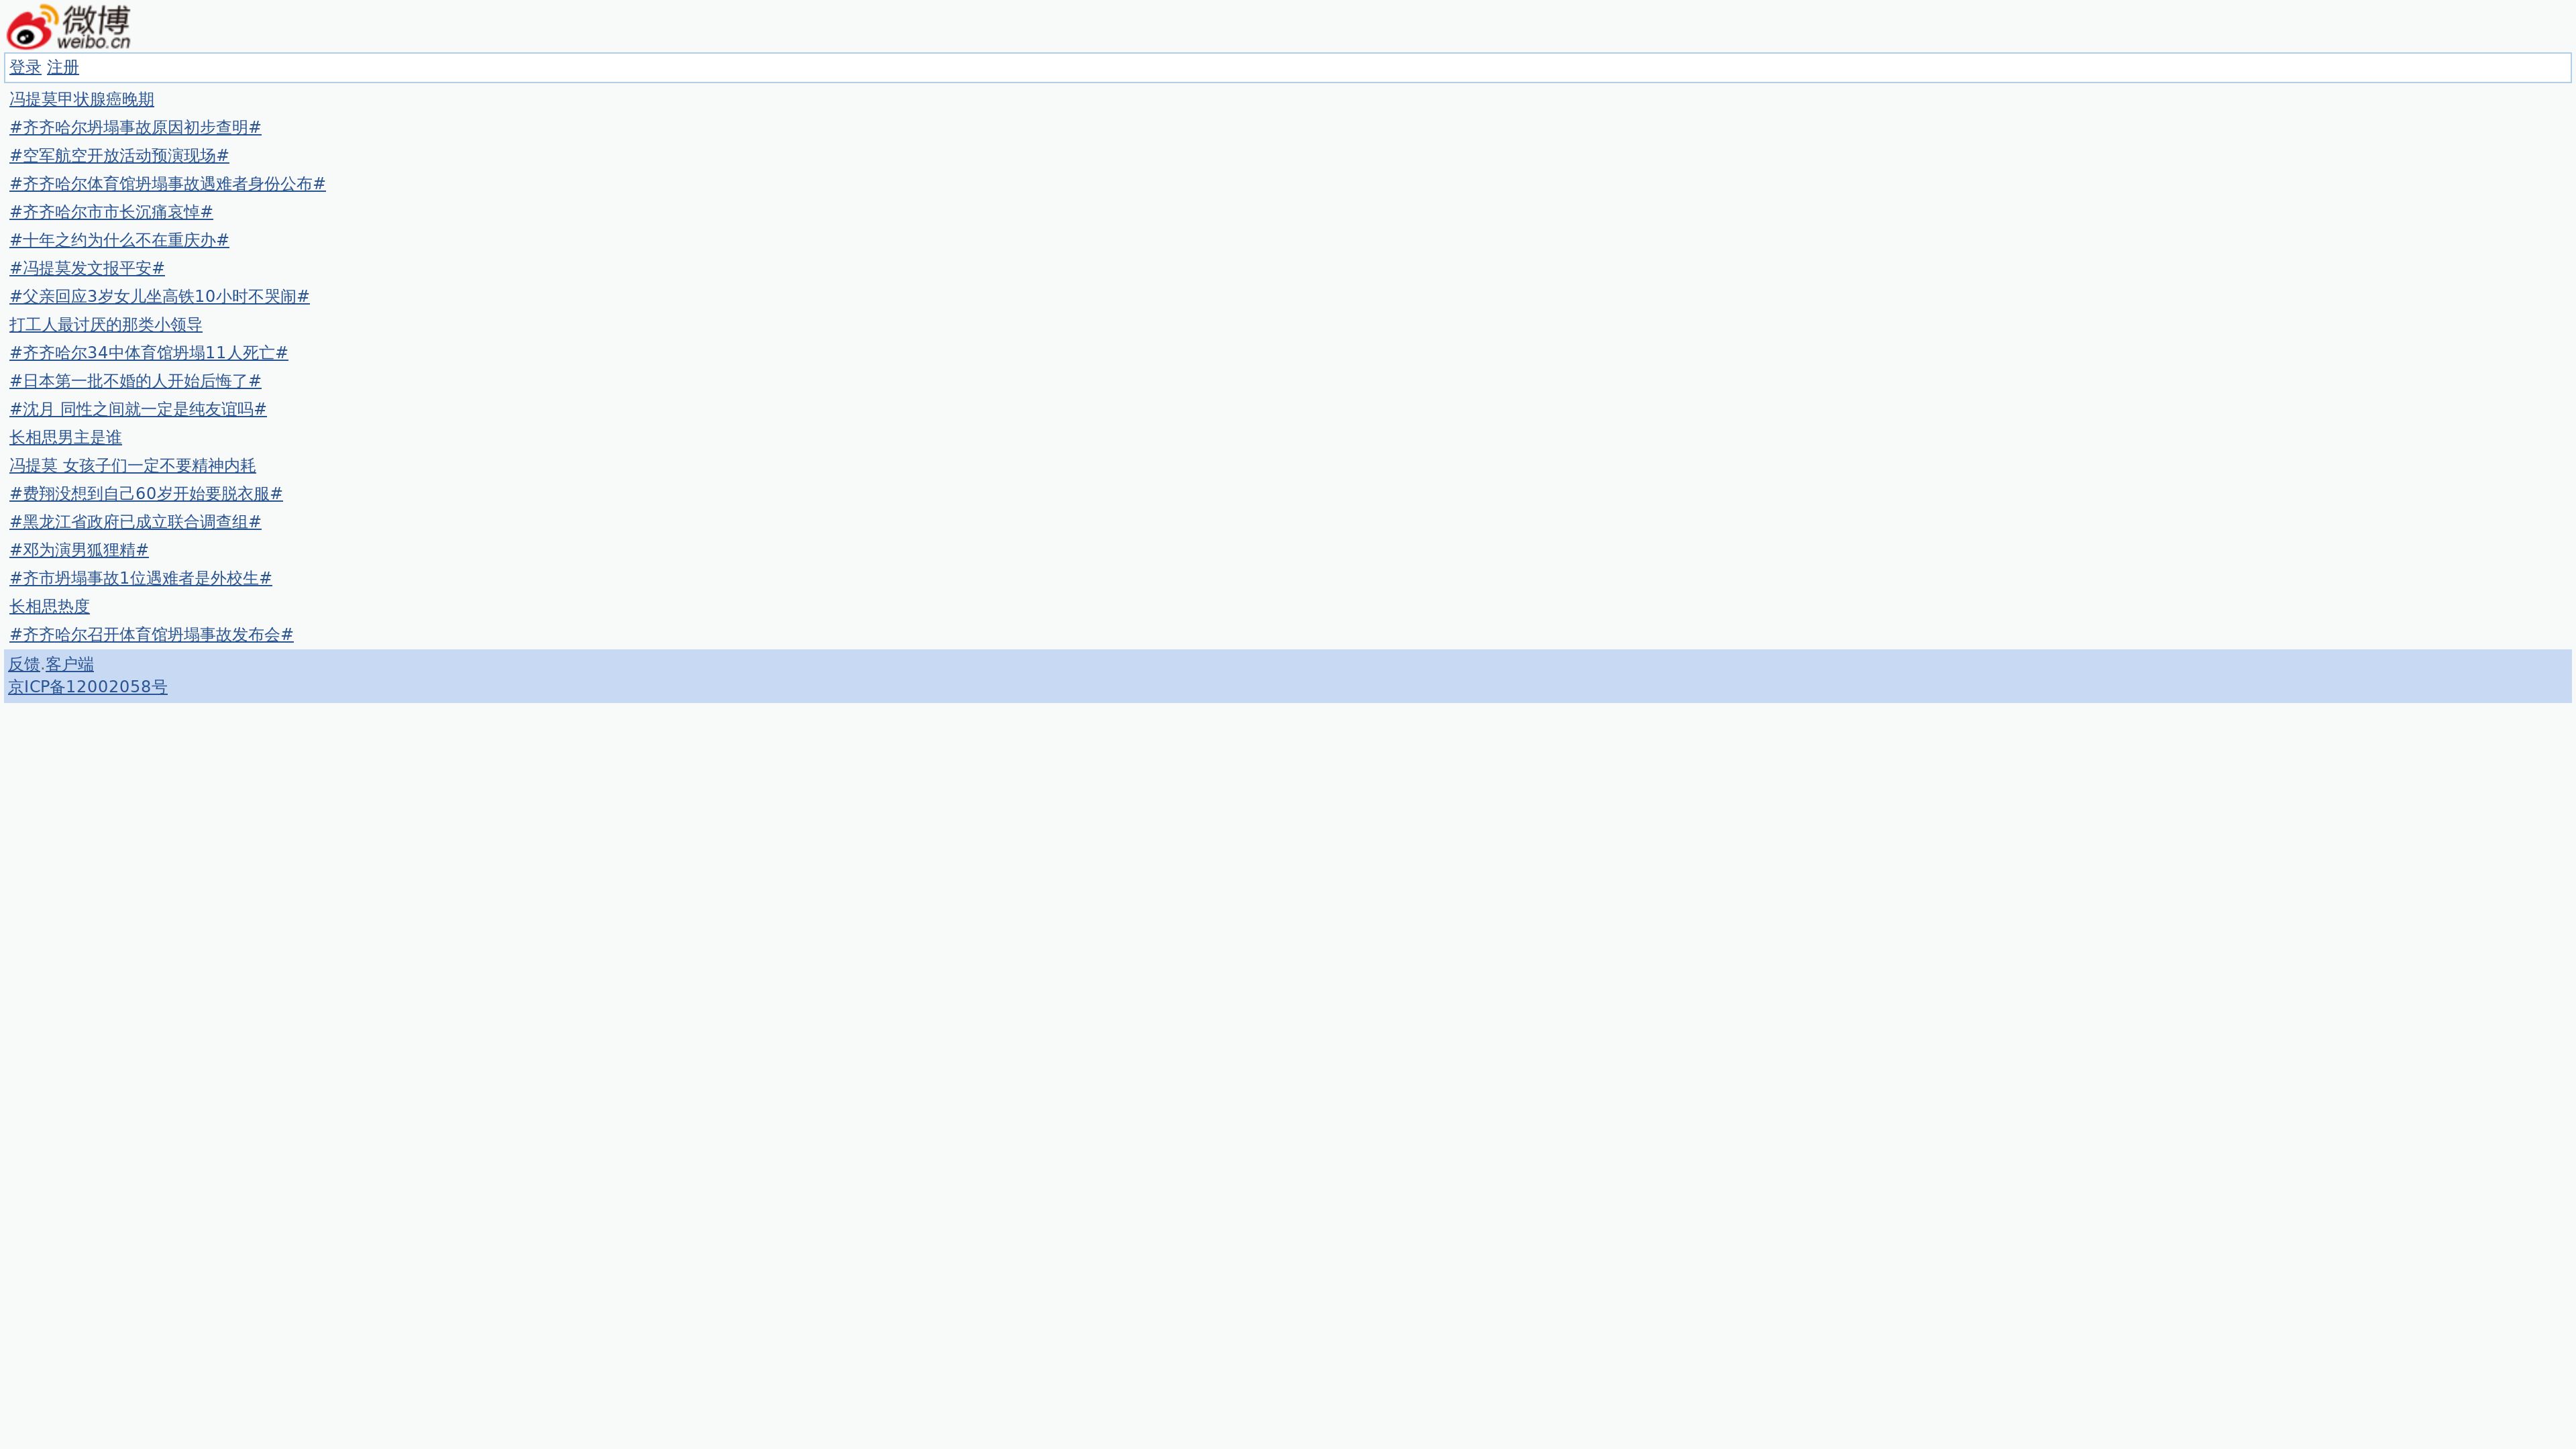 微博
weibo.cn
登录 注册
冯提莫甲状腺癌晚期
#齐齐哈尔坍塌事故原因初步查明#
#空军航空开放活动预演现场#
#齐齐哈尔体育馆坍塌事故遇难者身份公布#
#齐齐哈尔市市长沉痛哀悼#
#十年之约为什么不在重庆办#
#冯提莫发文报平安#
#父亲回应3岁女儿坐高铁10小时不哭闹#
打工人最讨厌的那类小领导
#齐齐哈尔34中体育馆坍塌11人死亡#
#日本第一批不婚的人开始后悔了#
#沈月 同性之间就一定是纯友谊吗#
长相思男主是谁
冯提莫 女孩子们一定不要精神内耗
#费翔没想到自己60岁开始要脱衣服#
#黑龙江省政府已成立联合调查组#
#邓为演男狐狸精#
#齐市坍塌事故1位遇难者是外校生#
长相思热度
#齐齐哈尔召开体育馆坍塌事故发布会#
反馈.客户端
京ICP备12002058号